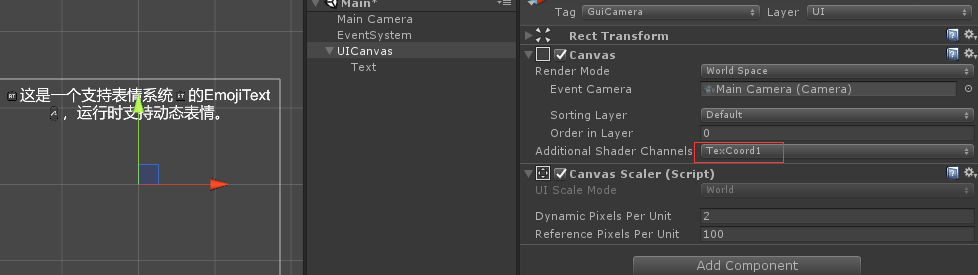 Main*
Main Camera
EventSystem
UICanvas
Text
这是一个支持表情系统 的EmojiText
，运行时支持动态表情。
Tag GuiCamera Layer UI
Rect Transform
Canvas
Render Mode World Space
Event Camera Main Camera (Camera)
Sorting Layer Default
Order in Layer 0
Additional Shader Channels TexCoord1
Canvas Scaler (Script)
UI Scale Mode World
Dynamic Pixels Per Unit 2
Reference Pixels Per Unit 100
Add Component